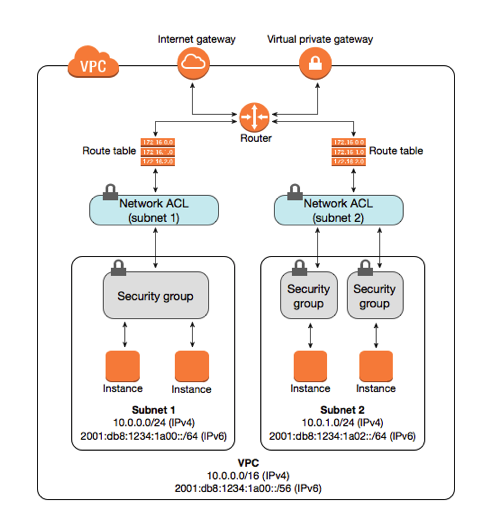 Internet gateway
Virtual private gateway
VPC
Router
Route table
172.16.0.0
172.16.1.0
172.16.2.0
172.16.0.0
172.16.1.0
172.16.2.0
Route table
Network ACL
(subnet 1)
Network ACL
(subnet 2)
Security group
Security
group
Security
group
Instance
Instance
Instance
Instance
Subnet 1
10.0.0.0/24 (IPv4)
2001:db8:1234:1a00::/64 (IPv6)
Subnet 2
10.0.1.0/24 (IPv4)
2001:db8:1234:1a02::/64 (IPv6)
VPC
10.0.0.0/16 (IPv4)
2001:db8:1234:1a00::/56 (IPv6)